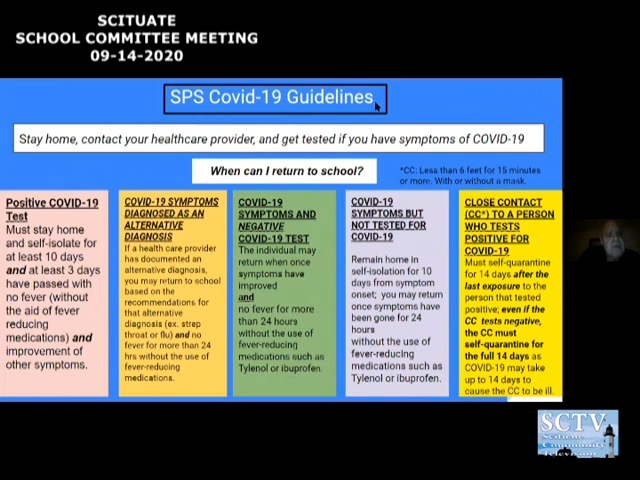 SCITUATE
SCHOOL COMMITTEE MEETING
09-14-2020
SPS Covid-19 Guidelines
Stay home, contact your healthcare provider, and get tested if you have symptoms of COVID-19
When can I return to school?
*CC: Less than 6 feet for 15 minutes
or more. With or without a mask.
Positive COVID-19
Test
Must stay home
and self-isolate for
at least 10 days
and at least 3 days
have passed with
no fever (without
the aid of fever
reducing
medications) and
improvement of
other symptoms.
COVID-19 SYMPTOMS
DIAGNOSED AS AN
ALTERNATIVE
DIAGNOSIS
If a health care provider
has documented an
alternative diagnosis,
you may return to school
based on the
recommendations for
that alternative
diagnosis (ex. strep
throat or flu) and no
fever for more than 24
hrs without the use of
fever-reducing
medications.
COVID-19
SYMPTOMS AND
NEGATIVE
COVID-19 TEST
The individual may
return when once
symptoms have
improved
and
no fever for more
than 24 hours
without the use of
fever-reducing
medications such as
Tylenol or ibuprofen.
COVID-19
SYMPTOMS BUT
NOT TESTED FOR
COVID-19
Remain home in
self-isolation for 10
days from symptom
onset; you may return
once symptoms have
been gone for 24
hours
without the use of
fever-reducing
medications such as
Tylenol or ibuprofen.
CLOSE CONTACT
(CC*) TO A PERSON
WHO TESTS
POSITIVE FOR
COVID-19
Must self-quarantine
for 14 days after the
last exposure to the
person that tested
positive; even if the
CC tests negative,
the CC must
self-quarantine for
the full 14 days as
COVID-19 may take
up to 14 days to
cause the CC to be ill.
SCTV
Scituate
Community
Television